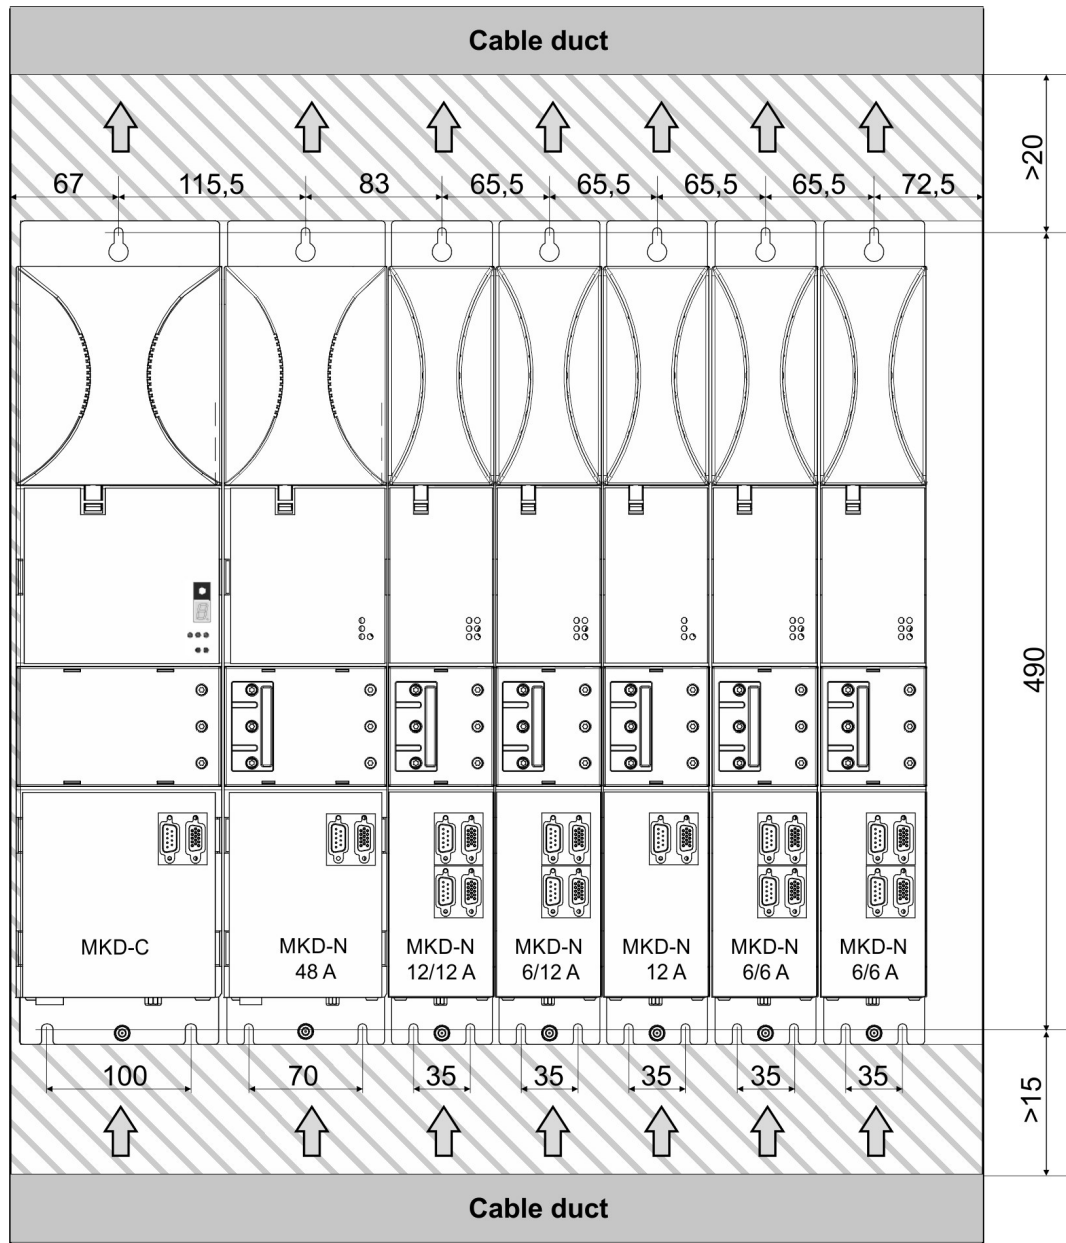 Cable duct
>20
67 115,5 83 65,5 65,5 65,5 65,5 72,5
490
MKD-C
MKD-N
48 A
MKD-N
12/12 A
MKD-N
6/12 A
MKD-N
12 A
MKD-N
6/6 A
MKD-N
6/6 A
100 70 35 35 35 35 35
>15
Cable duct